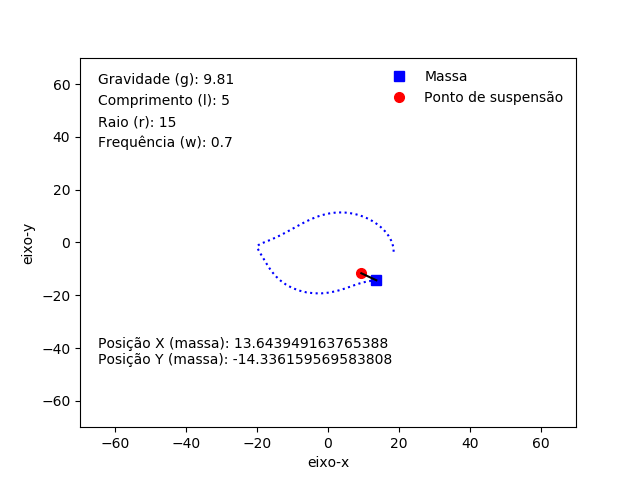 Gravidade (g): 9.81
Comprimento (l): 5
Raio (r): 15
Frequência (w): 0.7
Massa
Ponto de suspensão
60
40
20
0
−20
−40
−60
eixo-y
Posição X (massa): 13.643949163765388
Posição Y (massa): -14.336159569583808
−60 −40 −20 0 20 40 60
eixo-x